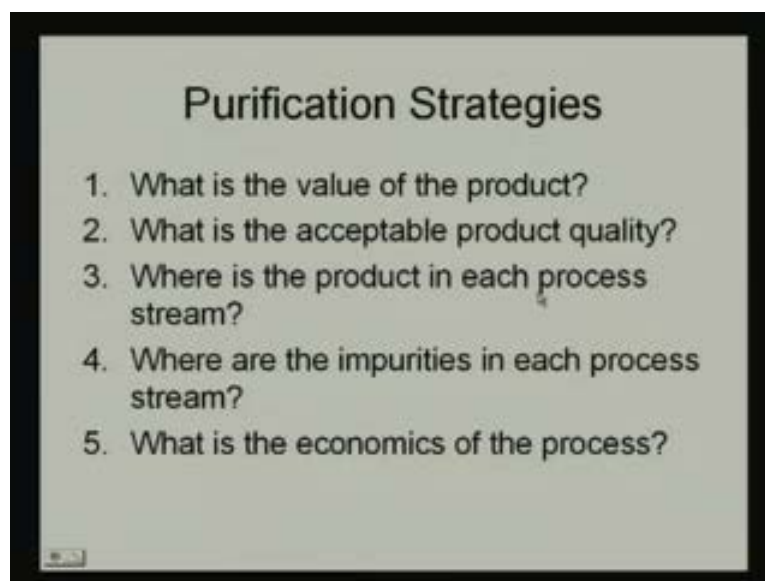 Purification Strategies
1. What is the value of the product?
2. What is the acceptable product quality?
3. Where is the product in each process
stream?
4. Where are the impurities in each process
stream?
5. What is the economics of the process?